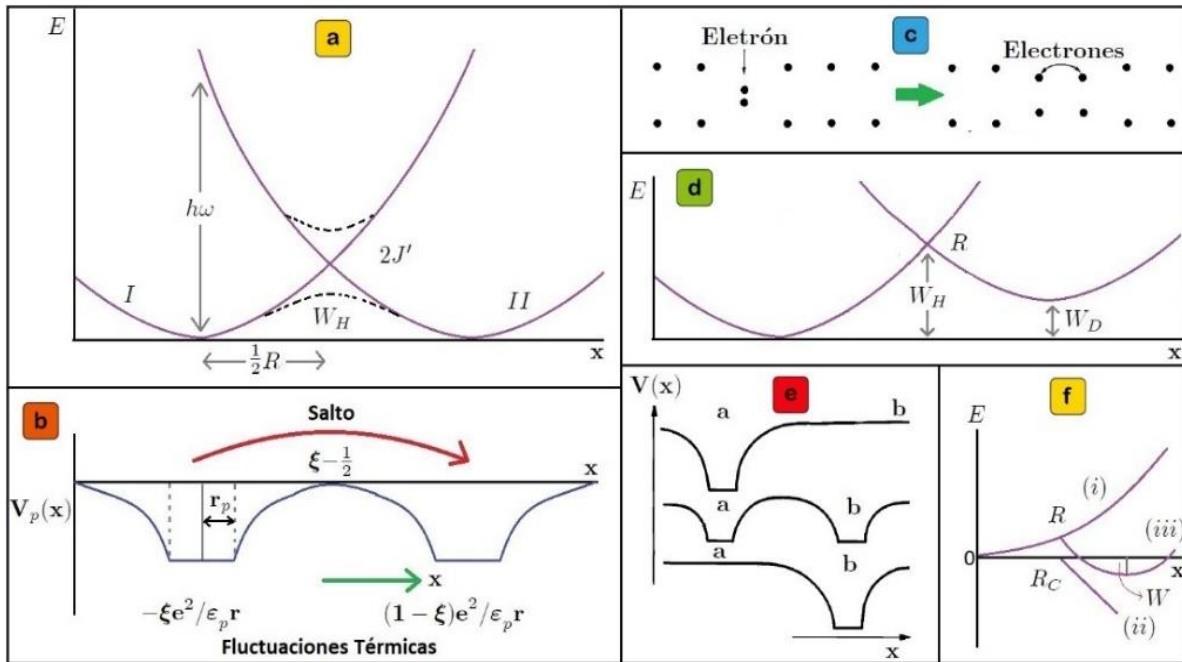 a
E
hω
I
2J′
W_H
II
x
½R
b
Salto
ξ−½
x
V_p(x)
r_p
x
−ξe²/ε_p r
(1 − ξ)e²/ε_p r
Fluctuaciones Térmicas
c
Eletrón
Electrones
d
E
R
W_H
W_D
x
e
V(x)
a
b
a
b
a
b
x
f
E
(i)
R
(iii)
0
x
R_C
W
(ii)